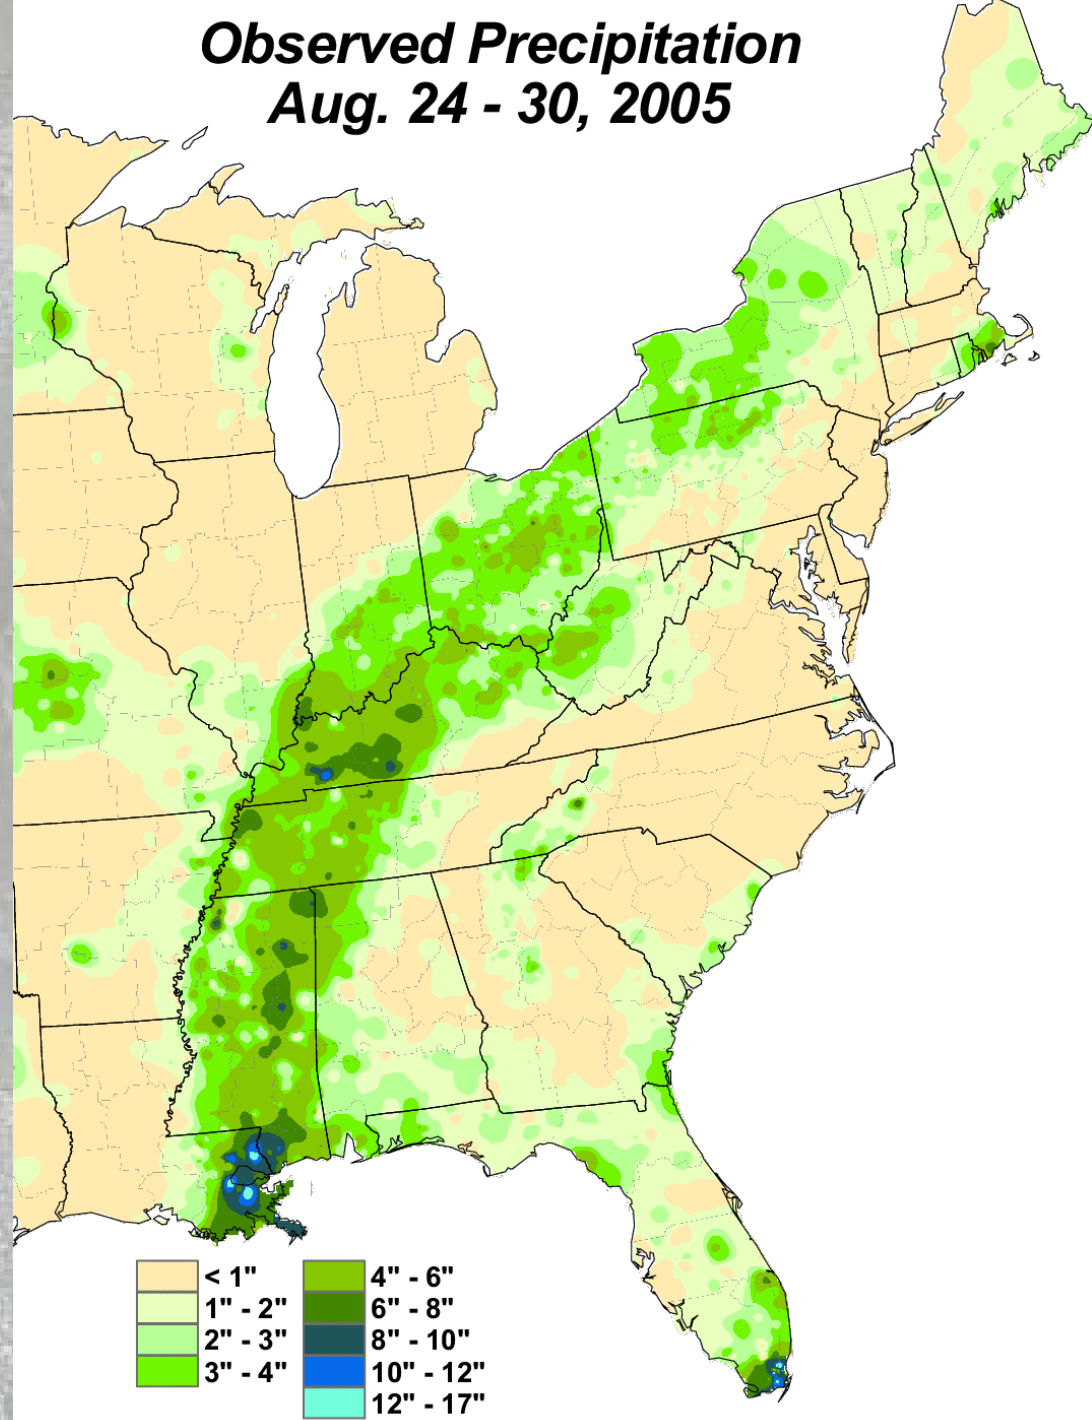 Observed Precipitation
Aug. 24 - 30, 2005
< 1"
1" - 2"
2" - 3"
3" - 4"
4" - 6"
6" - 8"
8" - 10"
10" - 12"
12" - 17"